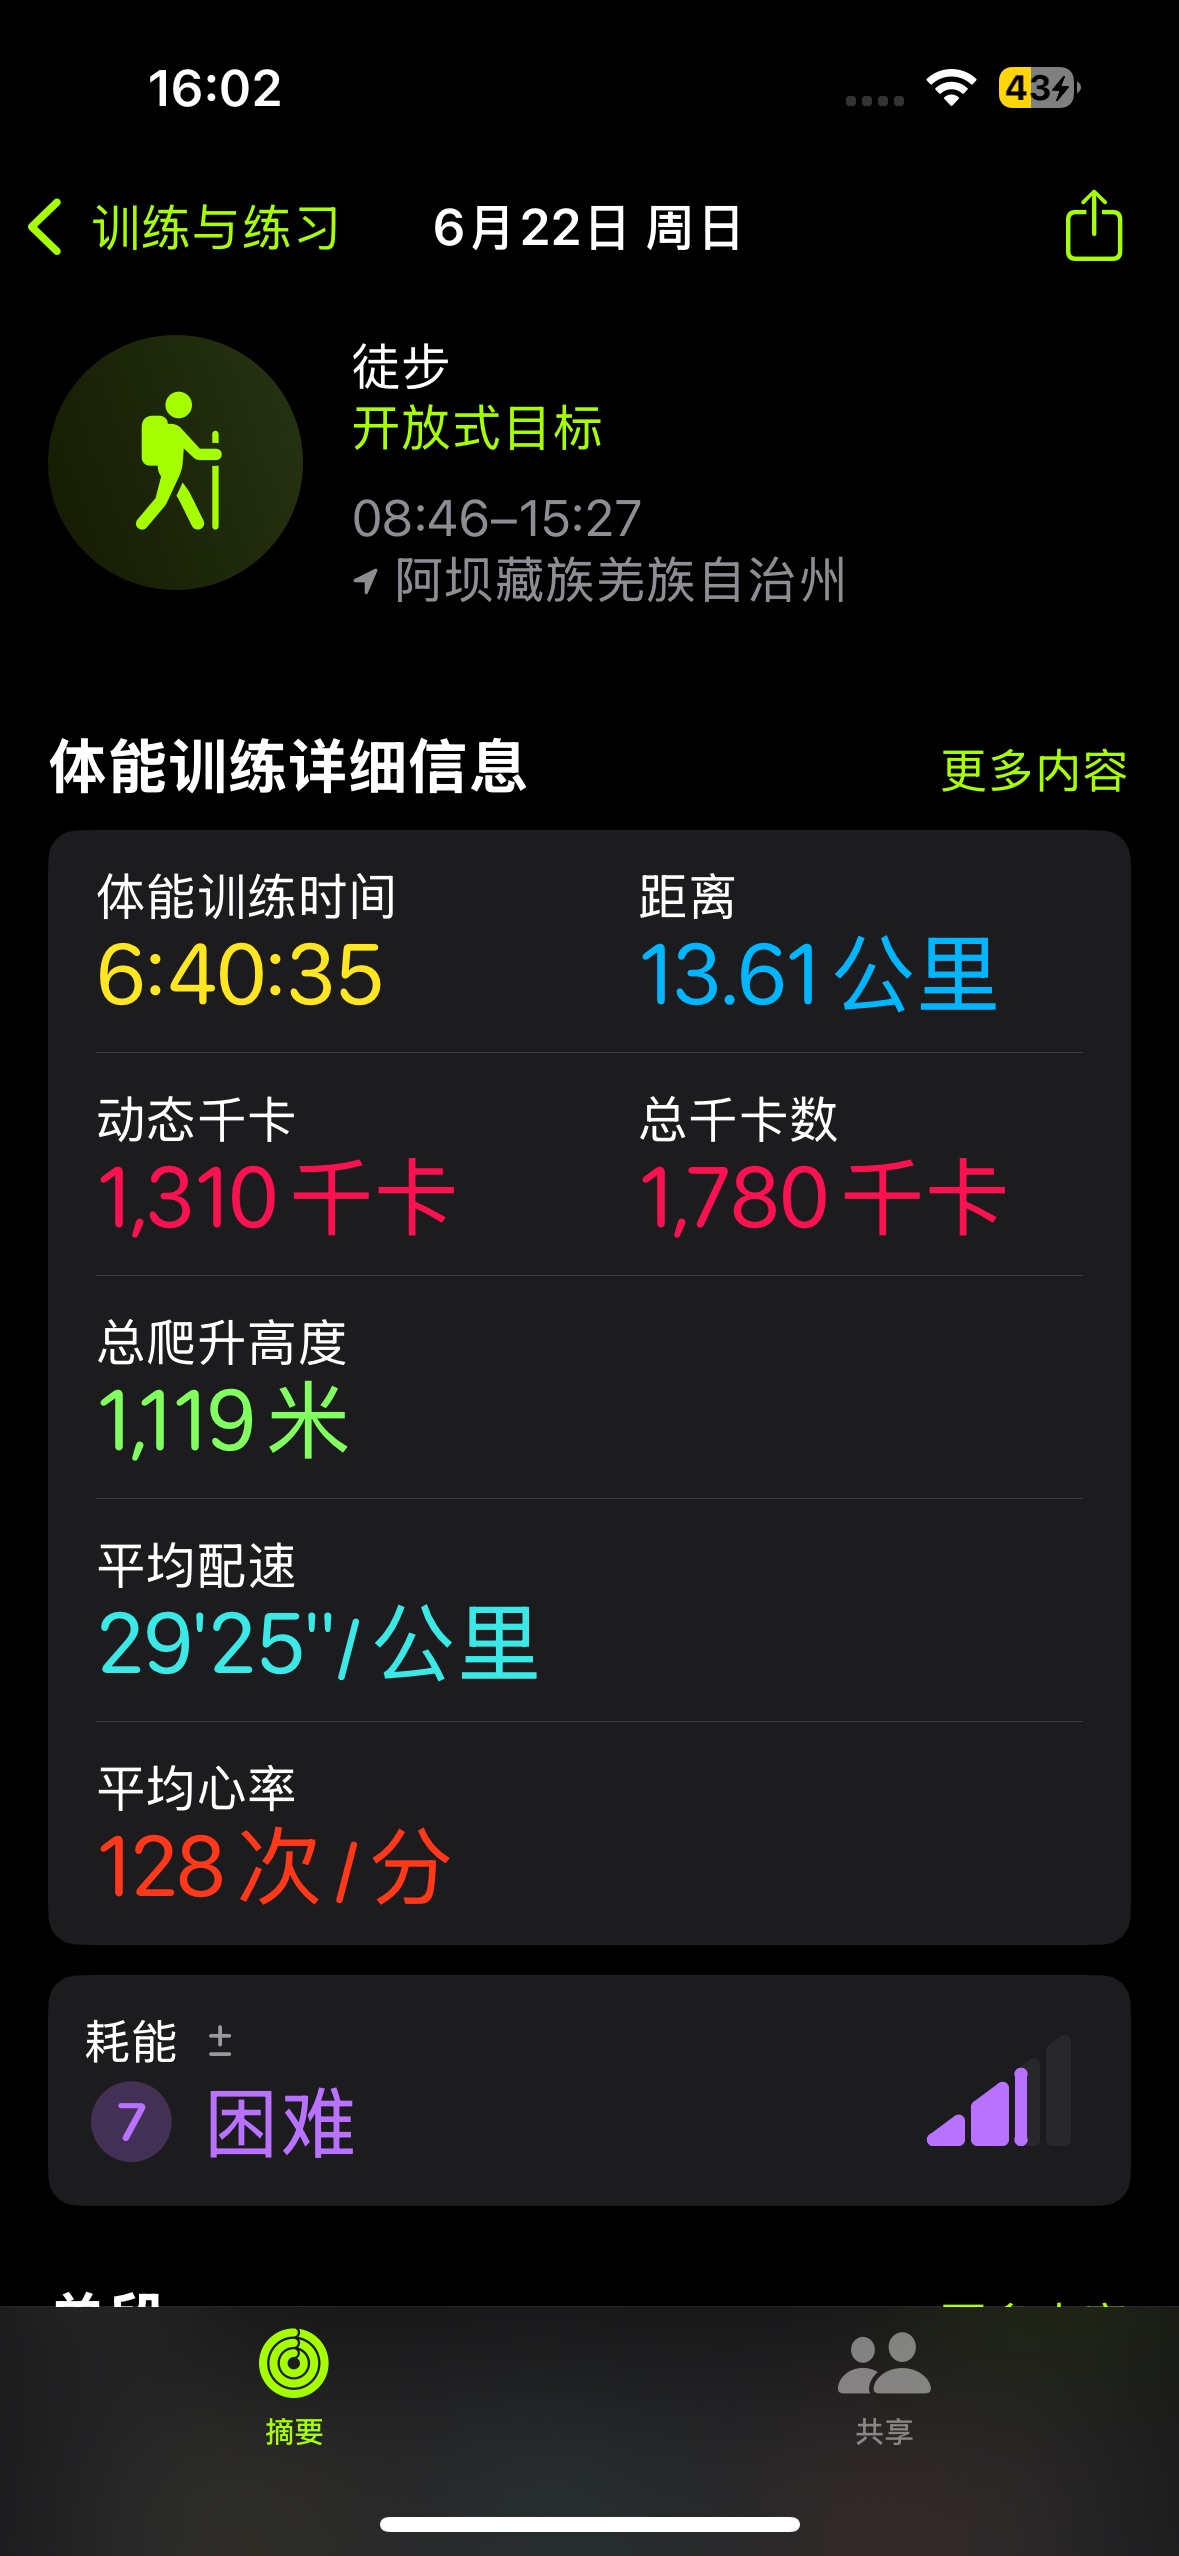 16:02
43
训练与练习
6月22日 周日
徒步
开放式目标
08:46–15:27
阿坝藏族羌族自治州
体能训练详细信息
更多内容
体能训练时间
距离
6:40:35
13.61公里
动态千卡
总千卡数
1,310千卡
1,780千卡
总爬升高度
1,119米
平均配速
29'25"/公里
平均心率
128次/分
耗能 ±
7 困难
摘要
共享